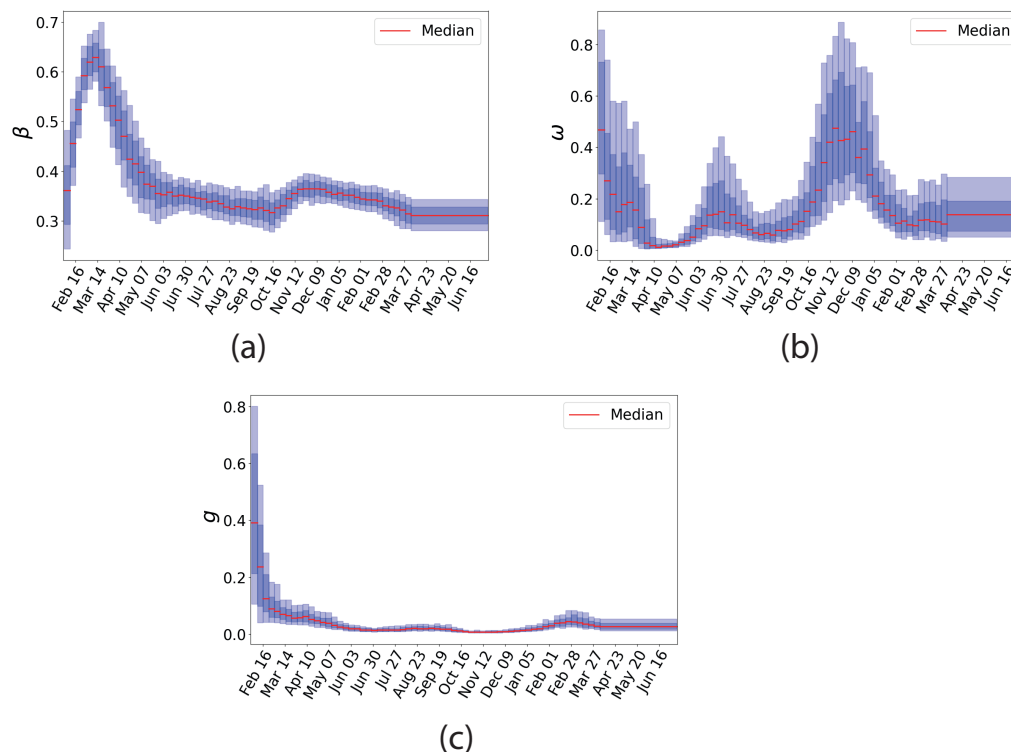 0.7
0.6
0.5
0.4
0.3
β
Median
Feb 16
Mar 14
Apr 10
May 07
Jun 03
Jun 30
Jul 27
Aug 23
Sep 19
Oct 16
Nov 12
Dec 09
Jan 05
Feb 01
Feb 28
Mar 27
Apr 23
May 20
Jun 16
(a)
0.8
0.6
0.4
0.2
0.0
ω
Median
Feb 16
Mar 14
Apr 10
May 07
Jun 03
Jun 30
Jul 27
Aug 23
Sep 19
Oct 16
Nov 12
Dec 09
Jan 05
Feb 01
Feb 28
Mar 27
Apr 23
May 20
Jun 16
(b)
0.8
0.6
0.4
0.2
0.0
g
Median
Feb 16
Mar 14
Apr 10
May 07
Jun 03
Jun 30
Jul 27
Aug 23
Sep 19
Oct 16
Nov 12
Dec 09
Jan 05
Feb 01
Feb 28
Mar 27
Apr 23
May 20
Jun 16
(c)